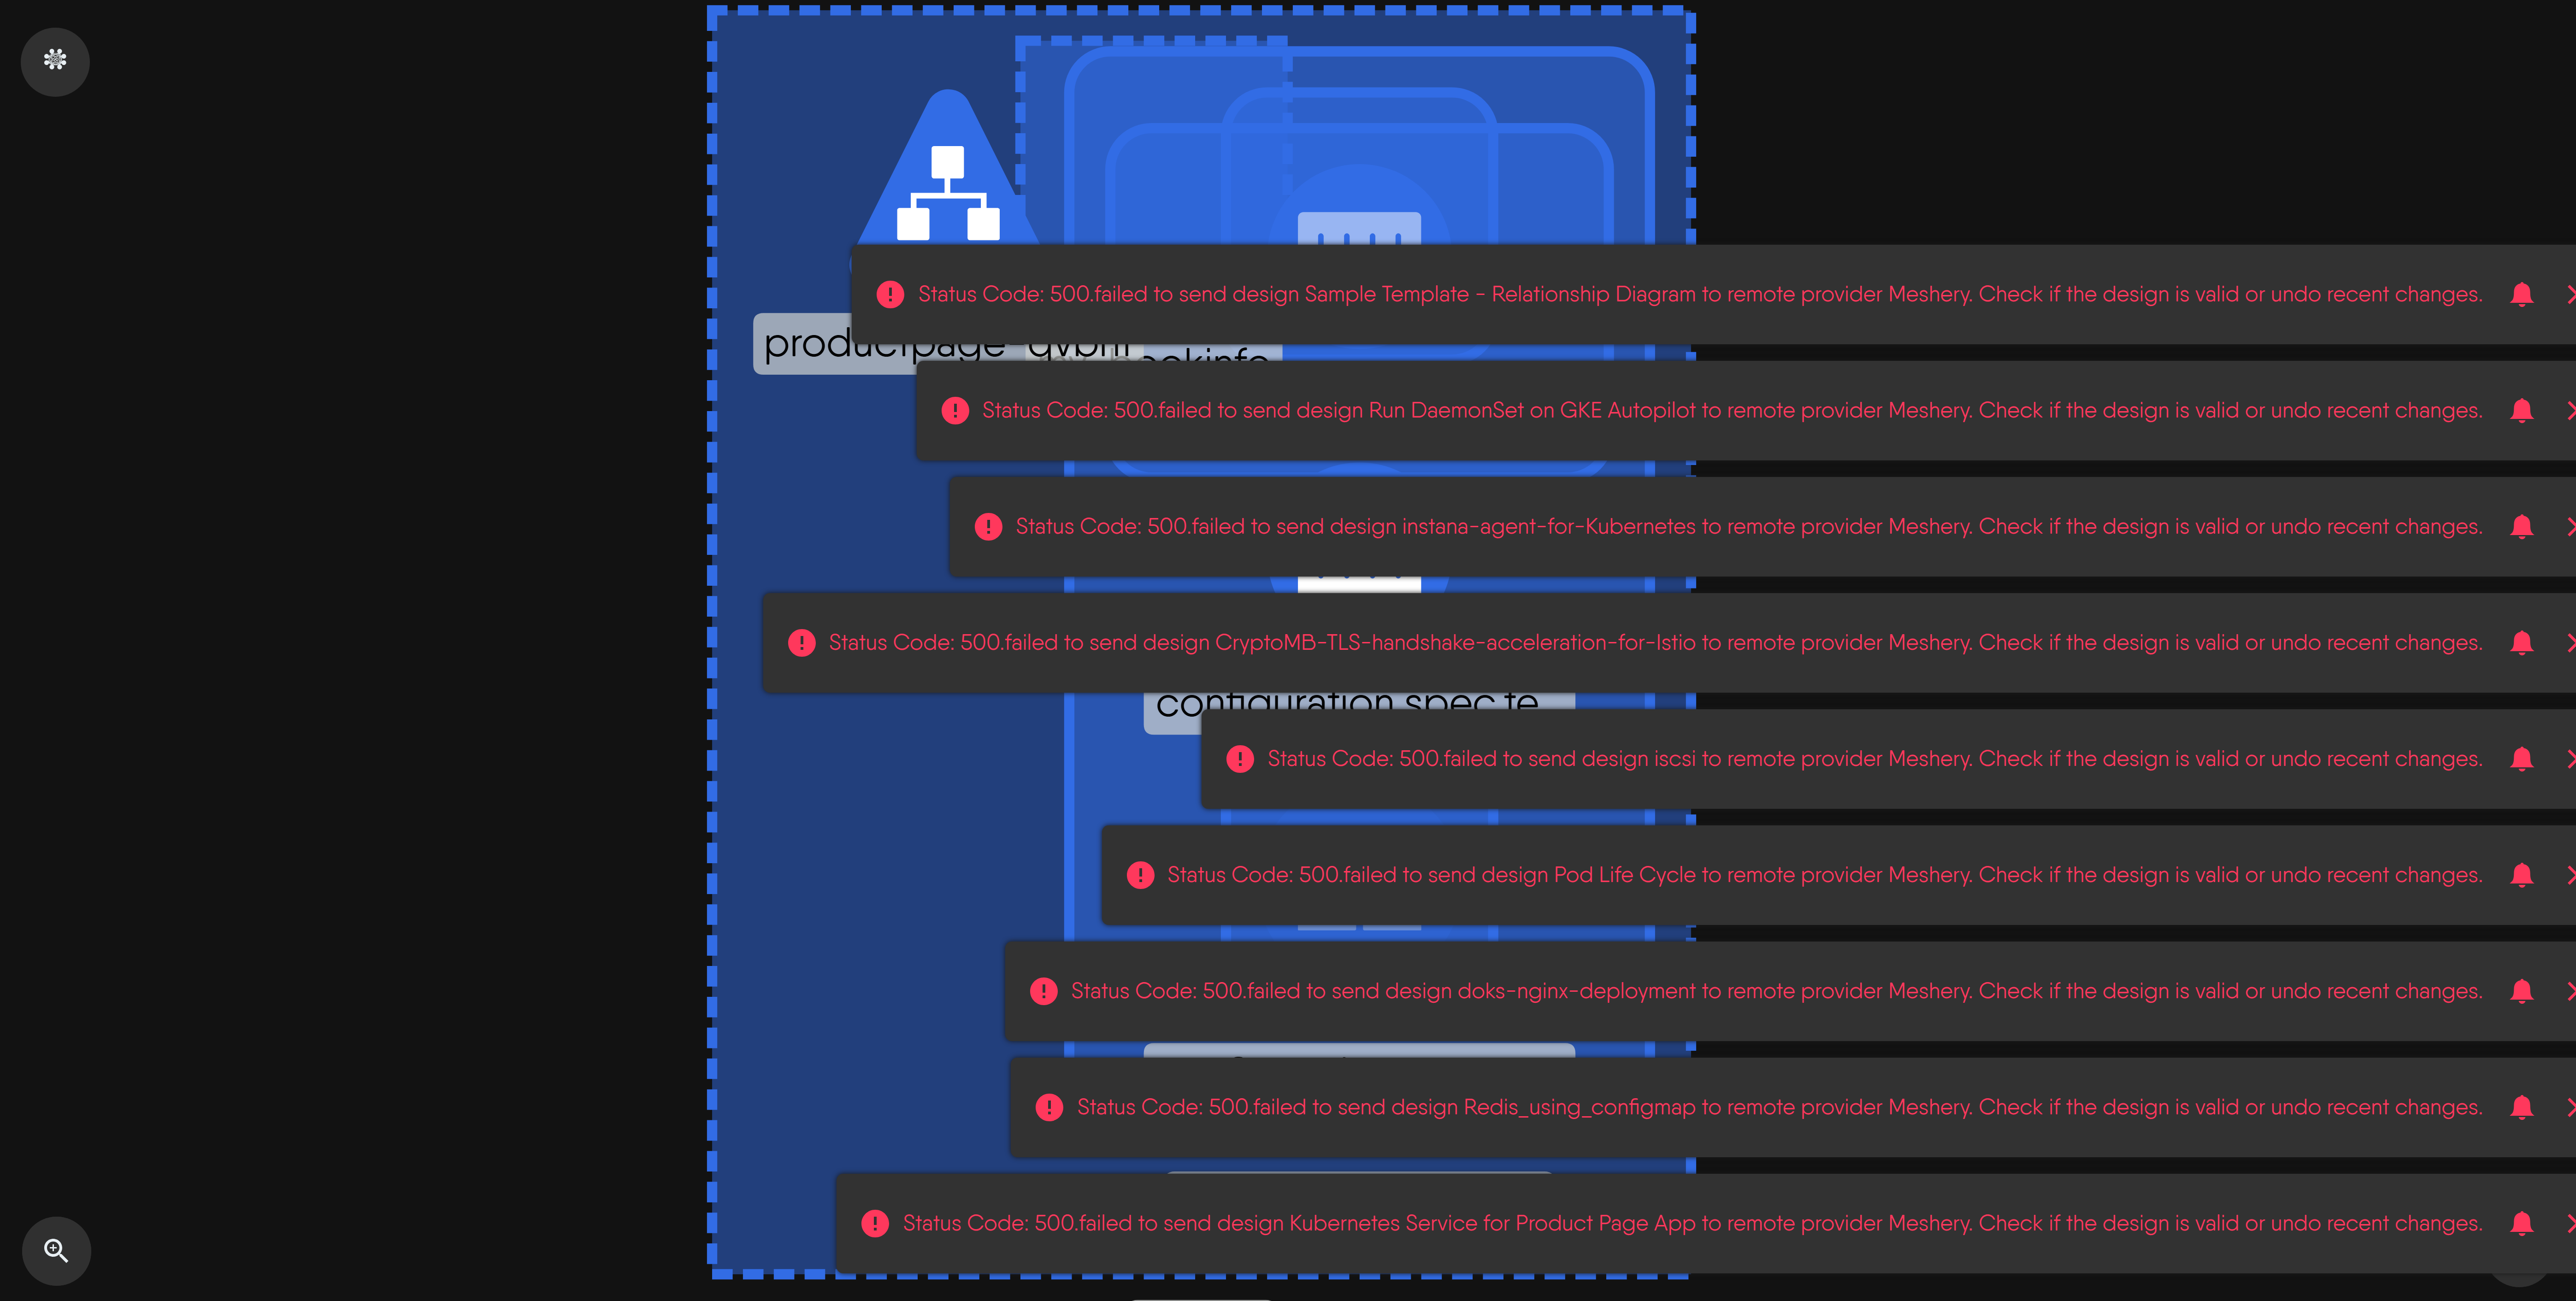 Status Code: 500.failed to send design Sample Template - Relationship Diagram to remote provider Meshery. Check if the design is valid or undo recent changes.
Status Code: 500.failed to send design Run DaemonSet on GKE Autopilot to remote provider Meshery. Check if the design is valid or undo recent changes.
Status Code: 500.failed to send design instana-agent-for-Kubernetes to remote provider Meshery. Check if the design is valid or undo recent changes.
Status Code: 500.failed to send design CryptoMB-TLS-handshake-acceleration-for-Istio to remote provider Meshery. Check if the design is valid or undo recent changes.
configuration.spec.te
Status Code: 500.failed to send design iscsi to remote provider Meshery. Check if the design is valid or undo recent changes.
Status Code: 500.failed to send design Pod Life Cycle to remote provider Meshery. Check if the design is valid or undo recent changes.
Status Code: 500.failed to send design doks-nginx-deployment to remote provider Meshery. Check if the design is valid or undo recent changes.
Status Code: 500.failed to send design Redis_using_configmap to remote provider Meshery. Check if the design is valid or undo recent changes.
Status Code: 500.failed to send design Kubernetes Service for Product Page App to remote provider Meshery. Check if the design is valid or undo recent changes.